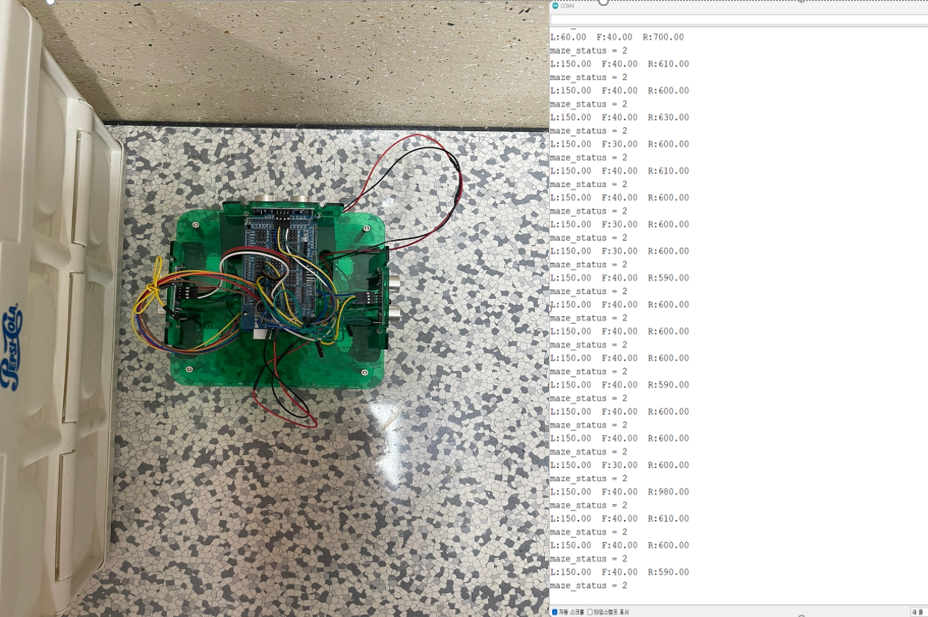 COM4
L:60.00 F:40.00 R:700.00
maze_status = 2
L:150.00 F:40.00 R:610.00
maze_status = 2
L:150.00 F:40.00 R:600.00
maze_status = 2
L:150.00 F:40.00 R:630.00
maze_status = 2
L:150.00 F:30.00 R:600.00
maze_status = 2
L:150.00 F:40.00 R:610.00
maze_status = 2
L:150.00 F:40.00 R:600.00
maze_status = 2
L:150.00 F:30.00 R:600.00
maze_status = 2
L:150.00 F:30.00 R:600.00
maze_status = 2
L:150.00 F:40.00 R:590.00
maze_status = 2
L:150.00 F:40.00 R:600.00
maze_status = 2
L:150.00 F:40.00 R:600.00
maze_status = 2
L:150.00 F:40.00 R:600.00
maze_status = 2
L:150.00 F:40.00 R:590.00
maze_status = 2
L:150.00 F:40.00 R:600.00
maze_status = 2
L:150.00 F:40.00 R:600.00
maze_status = 2
L:150.00 F:30.00 R:600.00
maze_status = 2
L:150.00 F:40.00 R:980.00
maze_status = 2
L:150.00 F:40.00 R:610.00
maze_status = 2
L:150.00 F:40.00 R:600.00
maze_status = 2
L:150.00 F:40.00 R:590.00
maze_status = 2
자동 스크롤 타임스탬프 표시
새 줄